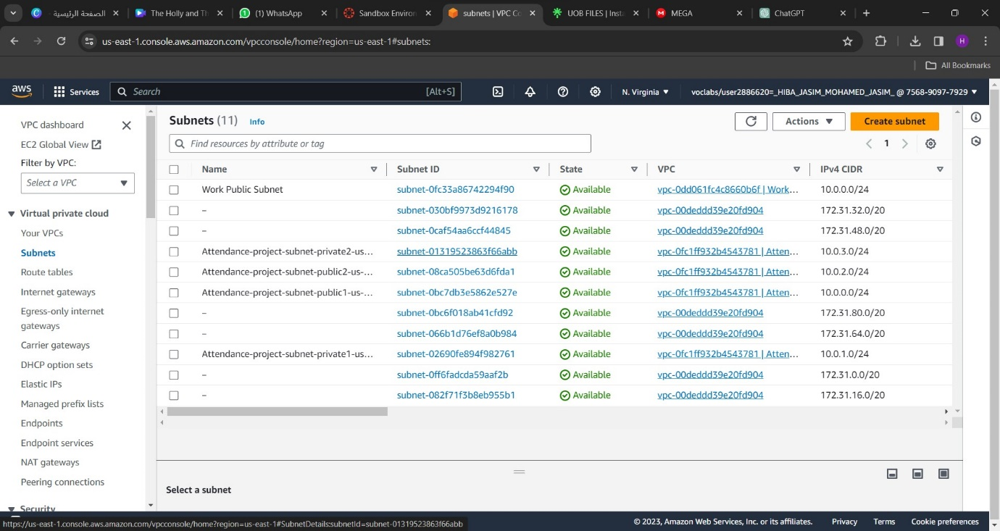 الصفحة الرئيسية -
The Holly and Th
(1) WhatsApp
Sandbox Environ
subnets | VPC Co
UOB FILES | Insta
MEGA
ChatGPT
us-east-1.console.aws.amazon.com/vpcconsole/home?region=us-east-1#subnets:
H
All Bookmarks
aws
Services
Search
[Alt+S]
N. Virginia
voclabs/user2886620=_HIBA_JASIM_MOHAMED_JASIM_ @ 7568-9097-7929
VPC dashboard
EC2 Global View
Filter by VPC:
Select a VPC
Virtual private cloud
Your VPCs
Subnets
Route tables
Internet gateways
Egress-only internet
gateways
Carrier gateways
DHCP option sets
Elastic IPs
Managed prefix lists
Endpoints
Endpoint services
NAT gateways
Peering connections
Security
Subnets (11) Info
Actions
Create subnet
Find resources by attribute or tag
1
Name Subnet ID State VPC IPv4 CIDR
Work Public Subnet subnet-0fc33a86742294f90 Available vpc-0dd061fc4c8660b6f | Work... 10.0.0.0/24
– subnet-030bf9973d9216178 Available vpc-00deddd39e20fd904 172.31.32.0/20
– subnet-0caf54aa6ccf44845 Available vpc-00deddd39e20fd904 172.31.48.0/20
Attendance-project-subnet-private2-us... subnet-01319523863f66abb Available vpc-0fc1ff932b4543781 | Atten... 10.0.3.0/24
Attendance-project-subnet-public2-us-... subnet-08ca505be63d6fda1 Available vpc-0fc1ff932b4543781 | Atten... 10.0.2.0/24
Attendance-project-subnet-public1-us-... subnet-0bc7db3e5862e527e Available vpc-0fc1ff932b4543781 | Atten... 10.0.0.0/24
– subnet-0bc6f018ab41cfd92 Available vpc-00deddd39e20fd904 172.31.80.0/20
– subnet-066b1d76ef8a0b984 Available vpc-00deddd39e20fd904 172.31.64.0/20
Attendance-project-subnet-private1-us... subnet-02690fe894f982761 Available vpc-0fc1ff932b4543781 | Atten... 10.0.1.0/24
– subnet-0ff6fadcda59aaf2b Available vpc-00deddd39e20fd904 172.31.0.0/20
– subnet-082f71f3b8eb955b1 Available vpc-00deddd39e20fd904 172.31.16.0/20
Select a subnet
https://us-east-1.console.aws.amazon.com/vpcconsole/home?region=us-east-1#SubnetDetails:subnetId=subnet-01319523863f66abb
© 2023, Amazon Web Services, Inc. or its affiliates. Privacy Terms Cookie preferences